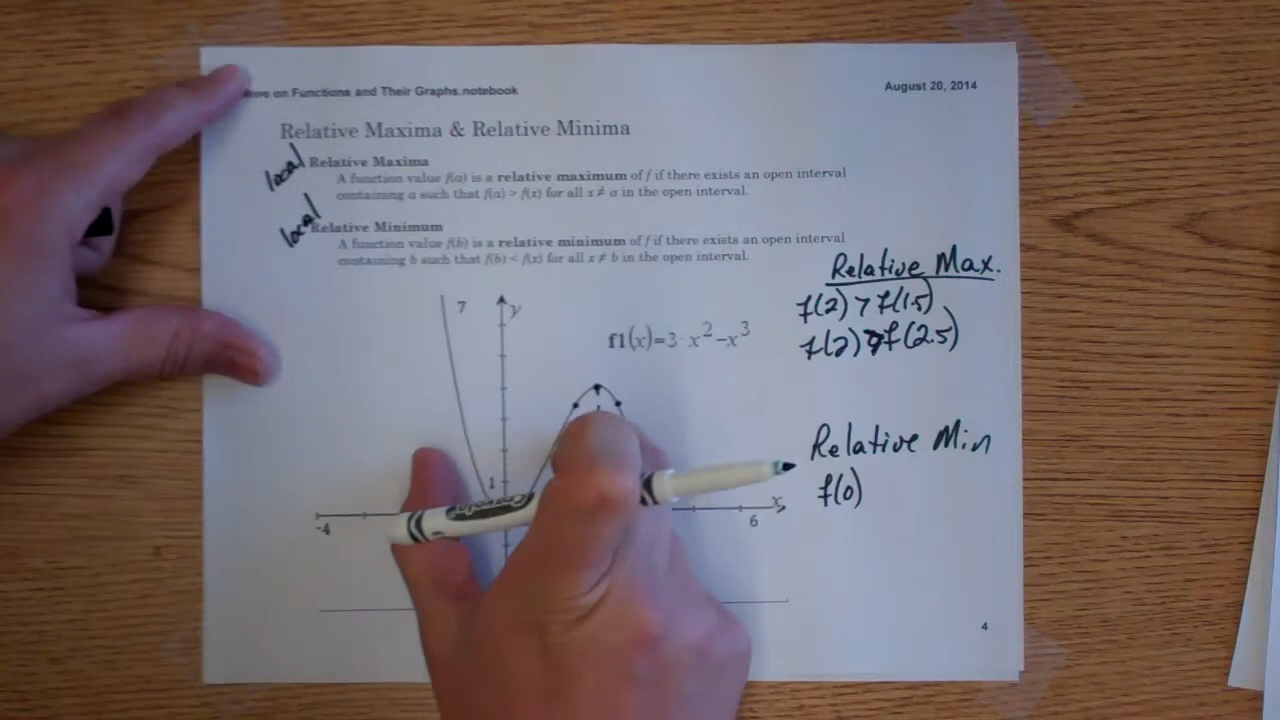 on Functions and Their Graphs.notebook
August 20, 2014
Relative Maxima & Relative Minima
local
Relative Maxima
A function value f(a) is a relative maximum of f if there exists an open interval
containing a such that f(a) > f(x) for all x ≠ a in the open interval.
local
Relative Minimum
A function value f(b) is a relative minimum of f if there exists an open interval
containing b such that f(b) < f(x) for all x ≠ b in the open interval.
Relative Max.
f(2) > f(1.5)
f(2) > f(2.5)
7
y
f1(x)=3·x²−x³
Relative Min
f(0)
1
x
-4
6
4